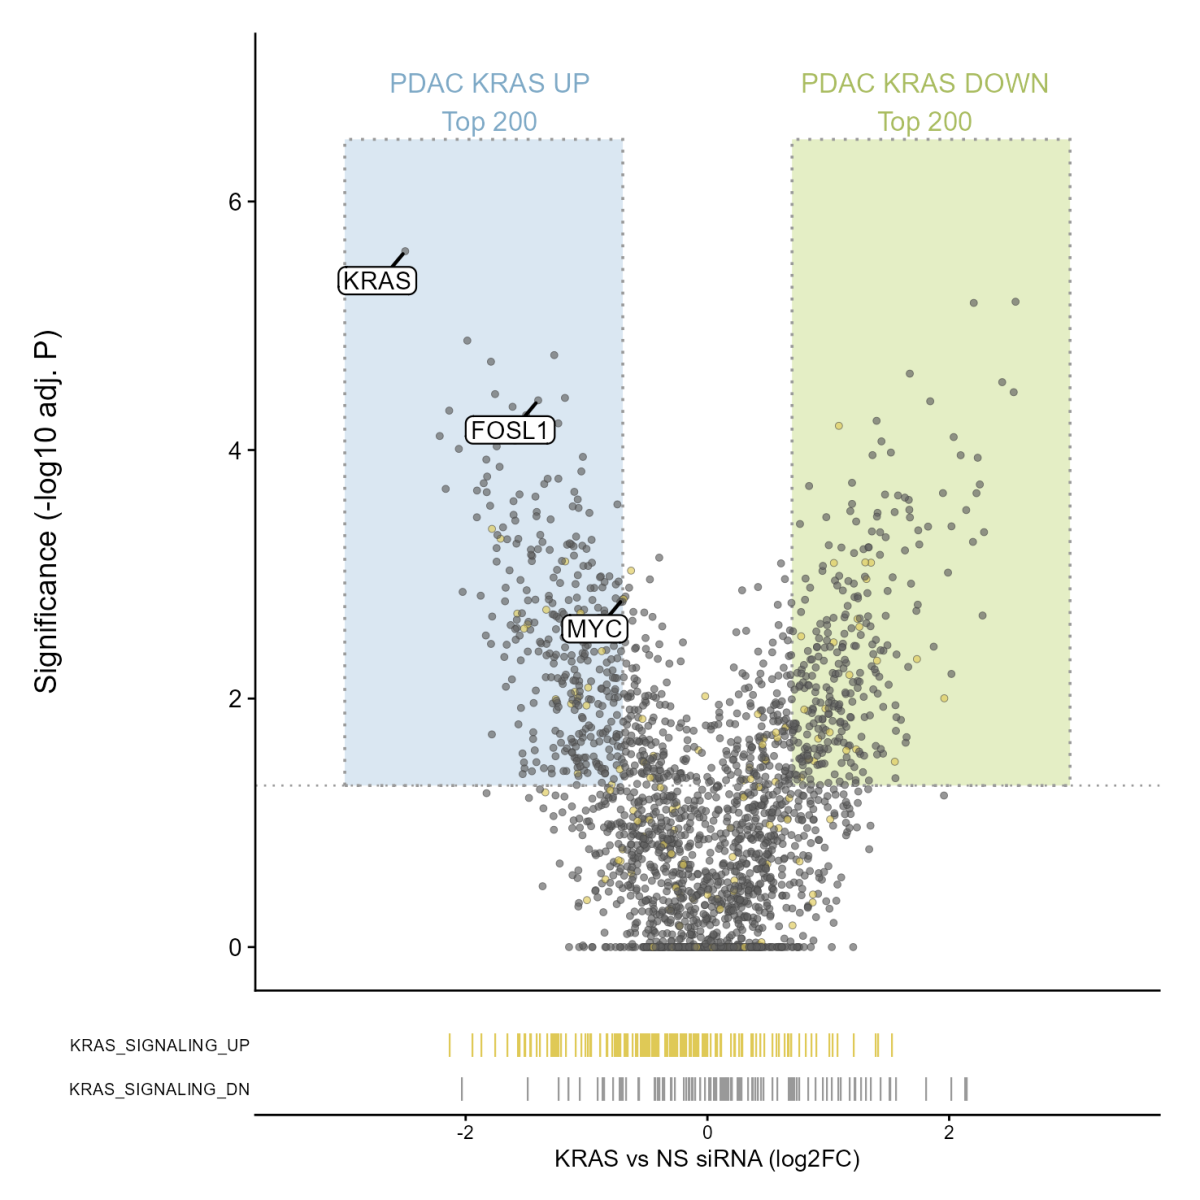 PDAC KRAS UP
Top 200
PDAC KRAS DOWN
Top 200
Significance (-log10 adj. P)
6
4
2
0
KRAS
FOSL1
MYC
KRAS_SIGNALING_UP
KRAS_SIGNALING_DN
-2
0
2
KRAS vs NS siRNA (log2FC)